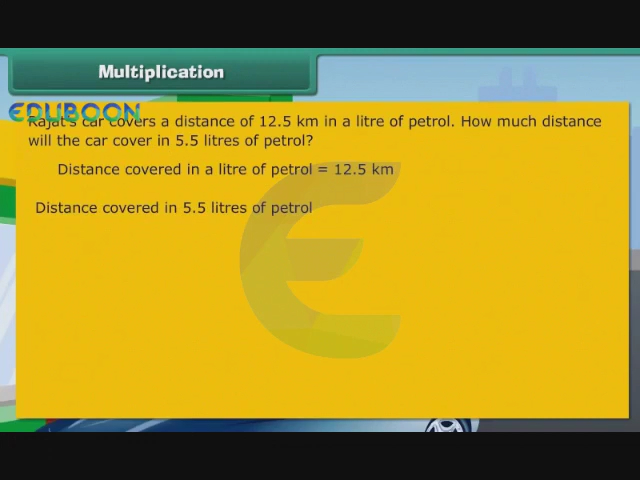 Multiplication
EDUBOON
Rajat's car covers a distance of 12.5 km in a litre of petrol. How much distance
will the car cover in 5.5 litres of petrol?
Distance covered in a litre of petrol = 12.5 km
Distance covered in 5.5 litres of petrol